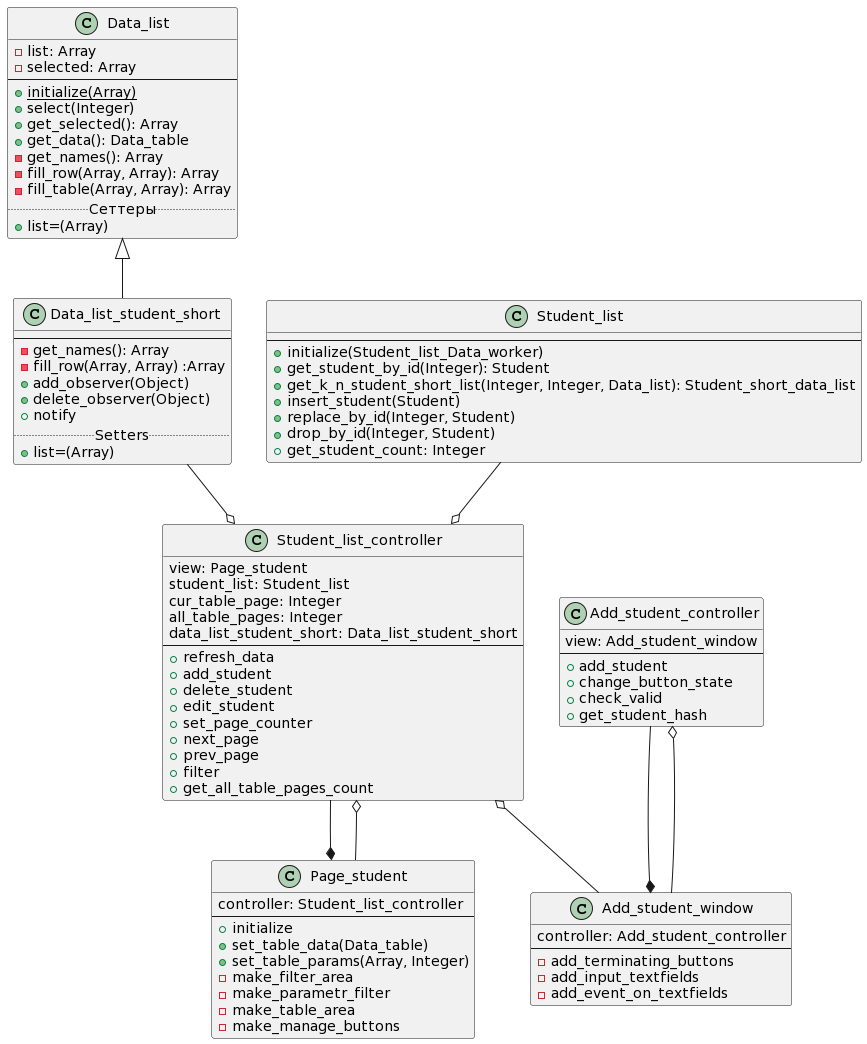 C Data_list
list: Array
selected: Array
initialize(Array)
select(Integer)
get_selected(): Array
get_data(): Data_table
get_names(): Array
fill_row(Array, Array): Array
fill_table(Array, Array): Array
Сеттеры
list=(Array)
C Data_list_student_short
get_names(): Array
fill_row(Array, Array) :Array
add_observer(Object)
delete_observer(Object)
notify
Setters
list=(Array)
C Student_list
initialize(Student_list_Data_worker)
get_student_by_id(Integer): Student
get_k_n_student_short_list(Integer, Integer, Data_list): Student_short_data_list
insert_student(Student)
replace_by_id(Integer, Student)
drop_by_id(Integer, Student)
get_student_count: Integer
C Student_list_controller
view: Page_student
student_list: Student_list
cur_table_page: Integer
all_table_pages: Integer
data_list_student_short: Data_list_student_short
refresh_data
add_student
delete_student
edit_student
set_page_counter
next_page
prev_page
filter
get_all_table_pages_count
C Add_student_controller
view: Add_student_window
add_student
change_button_state
check_valid
get_student_hash
C Page_student
controller: Student_list_controller
initialize
set_table_data(Data_table)
set_table_params(Array, Integer)
make_filter_area
make_parametr_filter
make_table_area
make_manage_buttons
C Add_student_window
controller: Add_student_controller
add_terminating_buttons
add_input_textfields
add_event_on_textfields